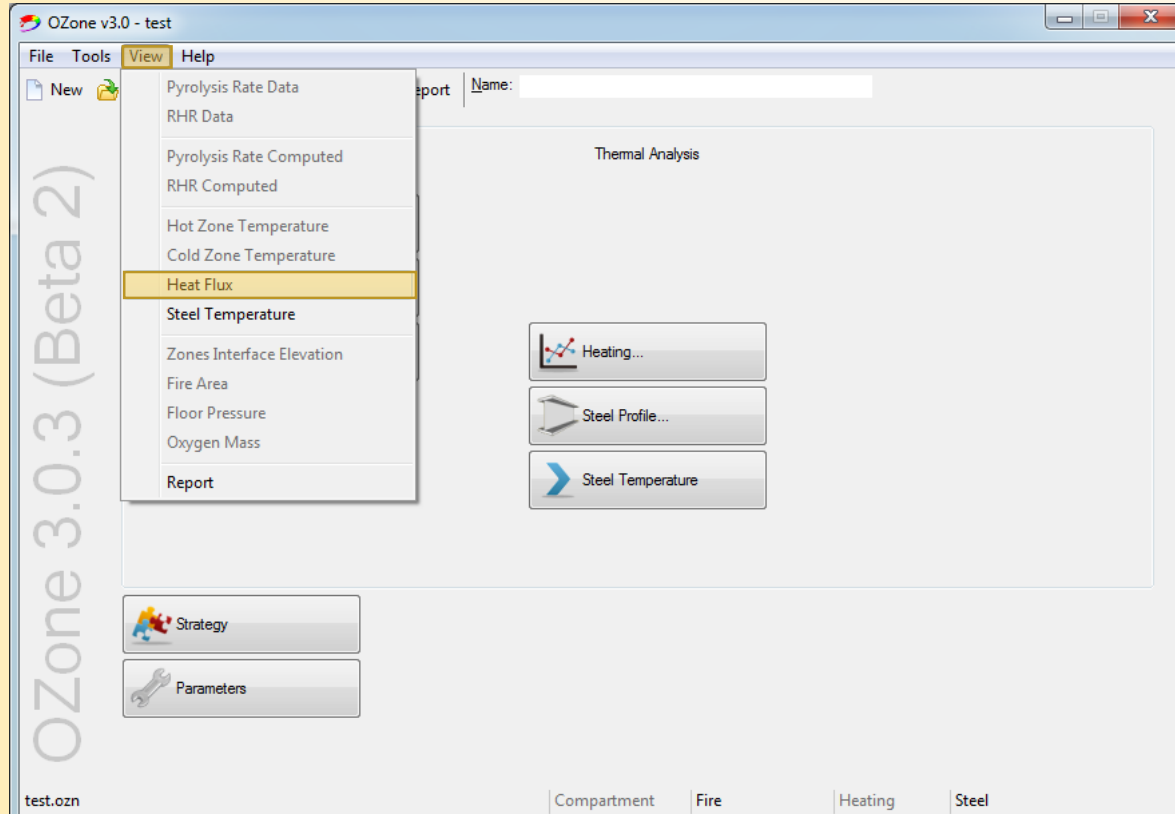 OZone v3.0 - test
File Tools View Help
New
Name:
Pyrolysis Rate Data
RHR Data
Pyrolysis Rate Computed
RHR Computed
Hot Zone Temperature
Cold Zone Temperature
Heat Flux
Steel Temperature
Zones Interface Elevation
Fire Area
Floor Pressure
Oxygen Mass
Report
Thermal Analysis
Heating...
Steel Profile...
Steel Temperature
Strategy
Parameters
OZone 3.0.3 (Beta 2)
test.ozn Compartment Fire Heating Steel